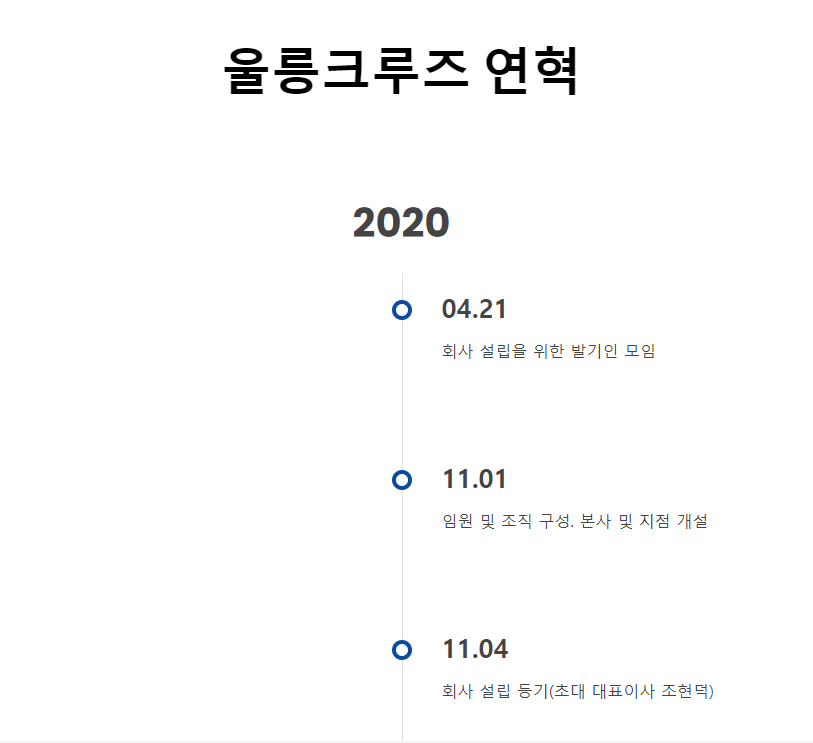 울릉크루즈 연혁
2020
04.21
회사 설립을 위한 발기인 모임
11.01
임원 및 조직 구성. 본사 및 지점 개설
11.04
회사 설립 등기(초대 대표이사 조현덕)